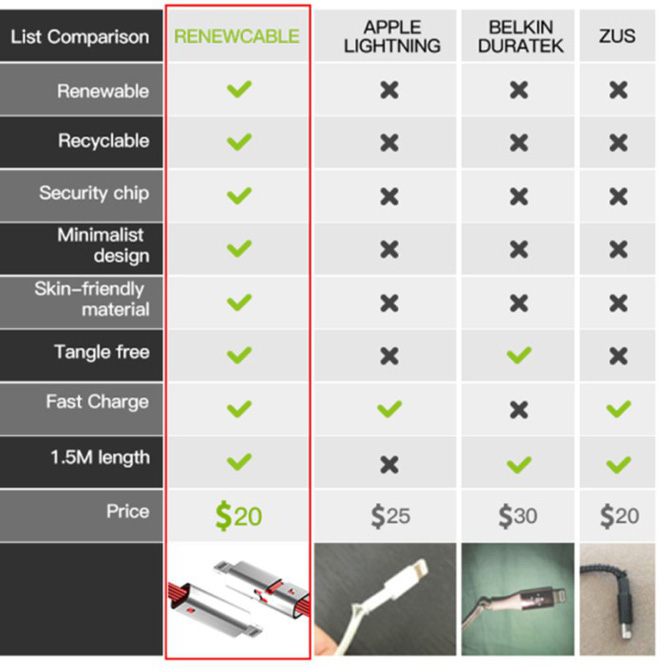 List Comparison
RENEWCABLE
APPLE
LIGHTNING
BELKIN
DURATEK
ZUS
Renewable
Recyclable
Security chip
Minimalist
design
Skin-friendly
material
Tangle free
Fast Charge
1.5M length
Price
$20
$25
$30
$20